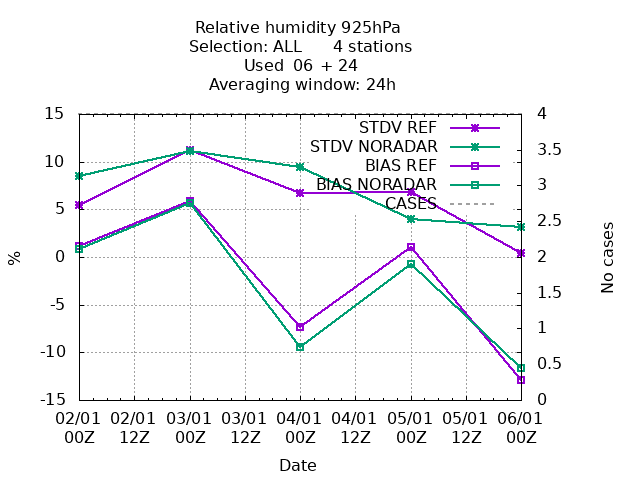 Relative humidity 925hPa
Selection: ALL 4 stations
Used 06 + 24
Averaging window: 24h
15 4
STDV REF
3.5
STDV NORADAR
10
BIAS REF
3
BIAS NORADAR
5
CASES
2.5
% 0 2 No cases
1.5
-5
1
-10
0.5
-15 0
02/01 02/01 03/01 03/01 04/01 04/01 05/01 05/01 06/01
00Z 12Z 00Z 12Z 00Z 12Z 00Z 12Z 00Z
Date